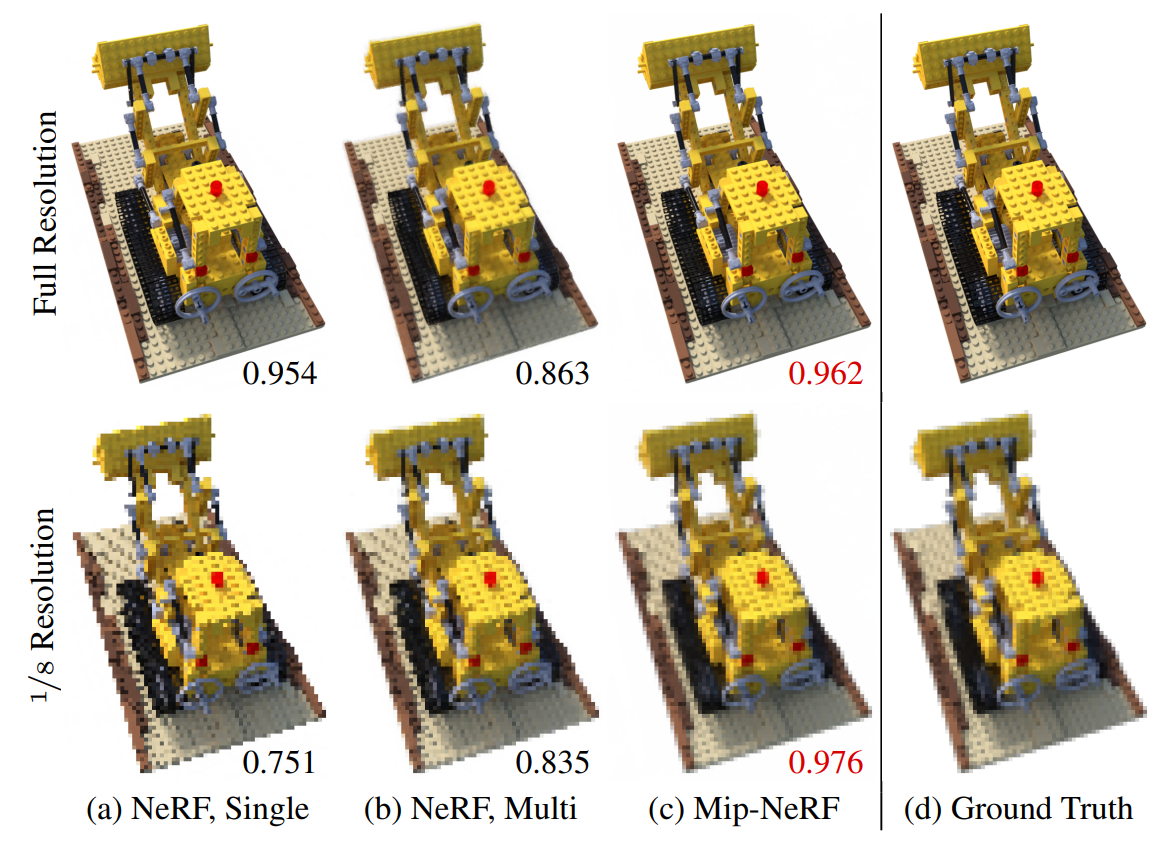 Full Resolution
0.954
0.863
0.962
1/8 Resolution
0.751
0.835
0.976
(a) NeRF, Single
(b) NeRF, Multi
(c) Mip-NeRF
(d) Ground Truth